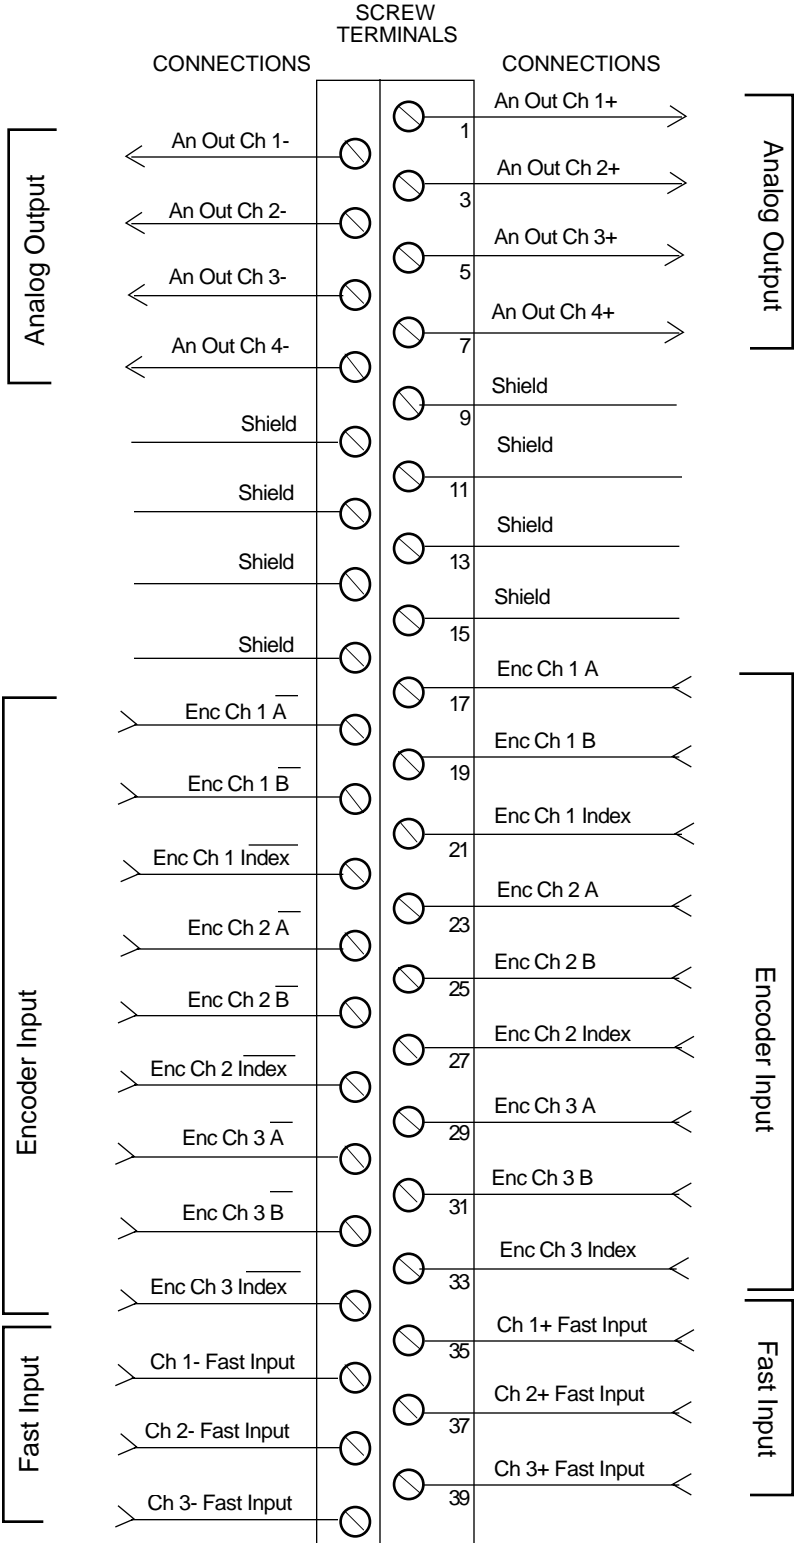 SCREW
TERMINALS
CONNECTIONS
CONNECTIONS
An Out Ch 1+
1
An Out Ch 1-
An Out Ch 2+
3
An Out Ch 2-
An Out Ch 3+
5
An Out Ch 3-
An Out Ch 4+
7
An Out Ch 4-
Analog Output
Analog Output
Shield
9
Shield
Shield
11
Shield
Shield
13
Shield
Shield
15
Shield
Enc Ch 1 A
17
Enc Ch 1 A̅
Enc Ch 1 B
19
Enc Ch 1 B̅
Enc Ch 1 Index
21
Enc Ch 1 I̅n̅d̅e̅x̅
Enc Ch 2 A
23
Enc Ch 2 A̅
Enc Ch 2 B
25
Enc Ch 2 B̅
Enc Ch 2 Index
27
Enc Ch 2 I̅n̅d̅e̅x̅
Enc Ch 3 A
29
Enc Ch 3 A̅
Enc Ch 3 B
31
Enc Ch 3 B̅
Enc Ch 3 Index
33
Enc Ch 3 I̅n̅d̅e̅x̅
Encoder Input
Encoder Input
Ch 1+ Fast Input
35
Ch 1- Fast Input
Ch 2+ Fast Input
37
Ch 2- Fast Input
Ch 3+ Fast Input
39
Ch 3- Fast Input
Fast Input
Fast Input